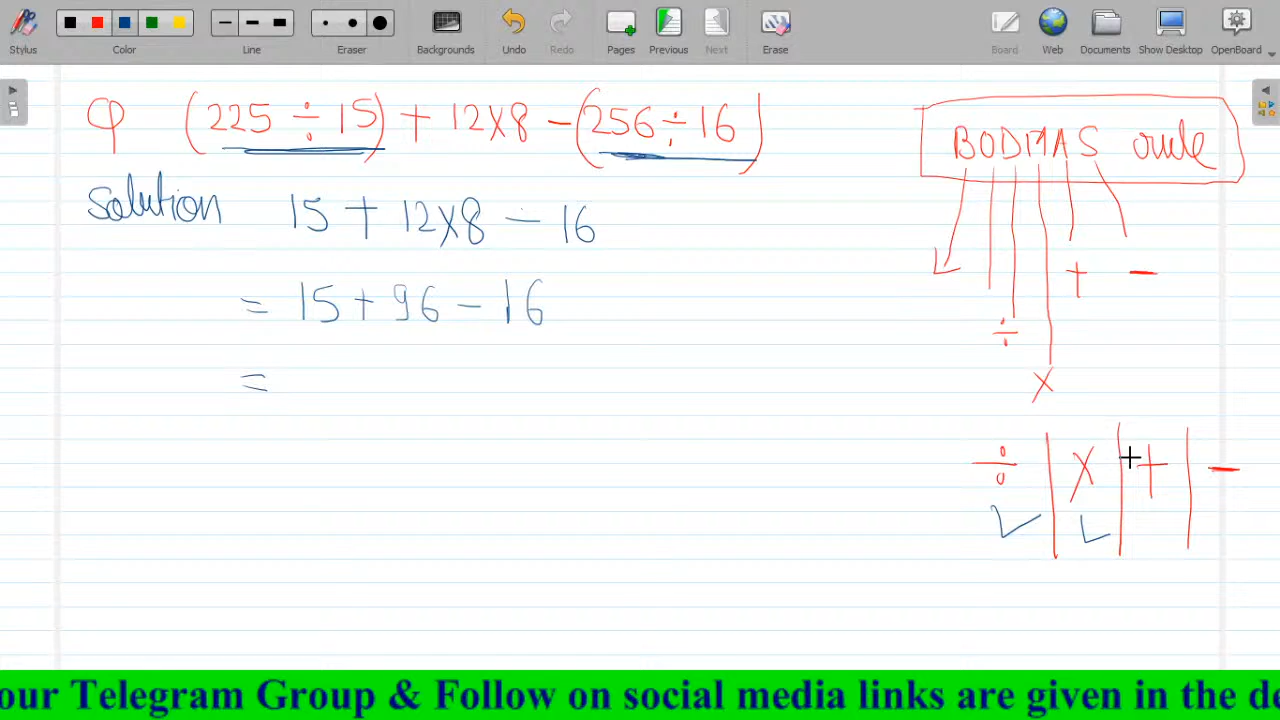 Stylus Color Line Eraser Backgrounds Undo Redo Pages Previous Next Erase Board Web Documents Show Desktop OpenBoard
Q (225 ÷ 15) + 12×8 - (256 ÷ 16)
BODMAS rule
Solution 15 + 12×8 - 16
= 15 + 96 - 16
=
+ -
÷
×
÷ | × | + | -
our Telegram Group & Follow on social media links are given in the de